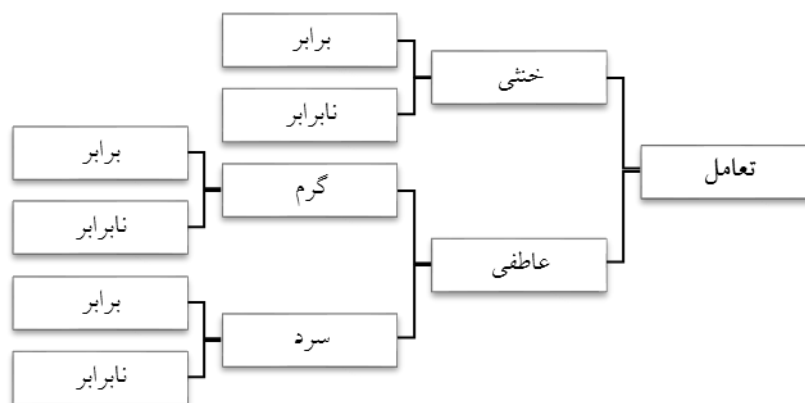 تعامل
خنثی
برابر
نابرابر
عاطفی
گرم
برابر
نابرابر
سرد
برابر
نابرابر